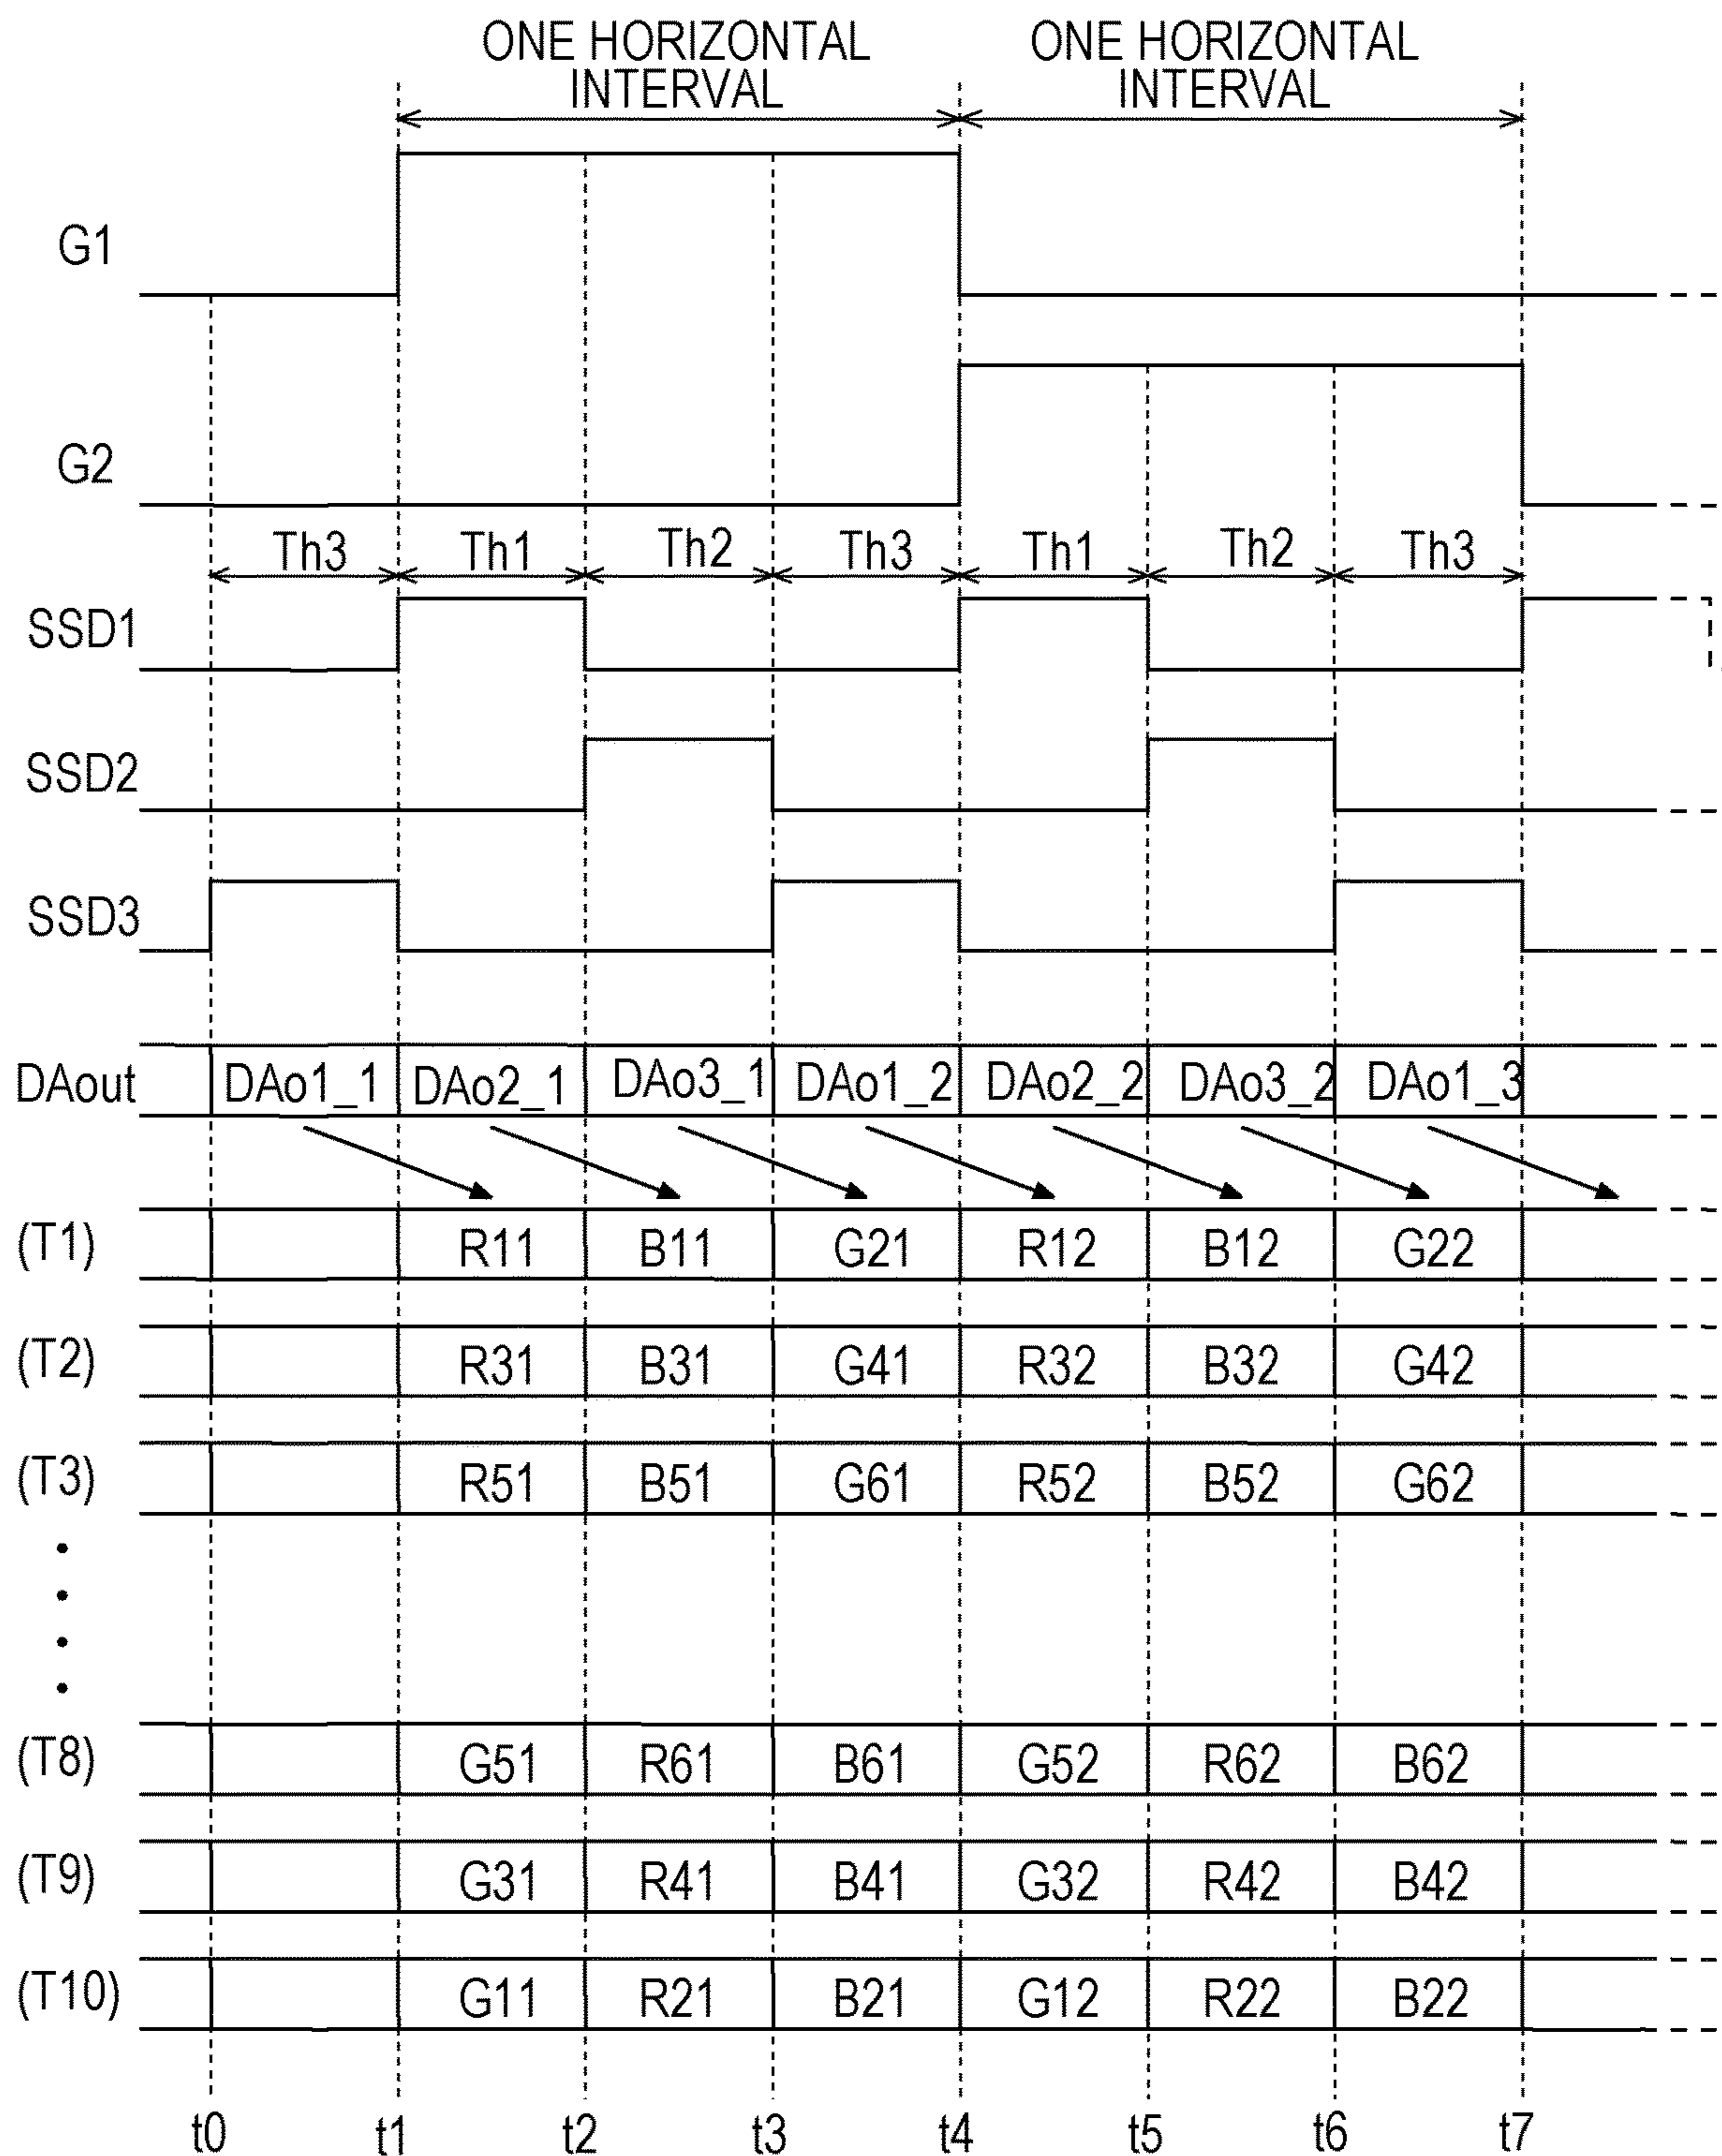 ONE HORIZONTAL INTERVAL
ONE HORIZONTAL INTERVAL
G1
G2
Th3 Th1 Th2 Th3 Th1 Th2 Th3
SSD1
SSD2
SSD3
DAout DAo1_1 DAo2_1 DAo3_1 DAo1_2 DAo2_2 DAo3_2 DAo1_3
(T1) R11 B11 G21 R12 B12 G22
(T2) R31 B31 G41 R32 B32 G42
(T3) R51 B51 G61 R52 B52 G62
(T8) G51 R61 B61 G52 R62 B62
(T9) G31 R41 B41 G32 R42 B42
(T10) G11 R21 B21 G12 R22 B22
t0 t1 t2 t3 t4 t5 t6 t7